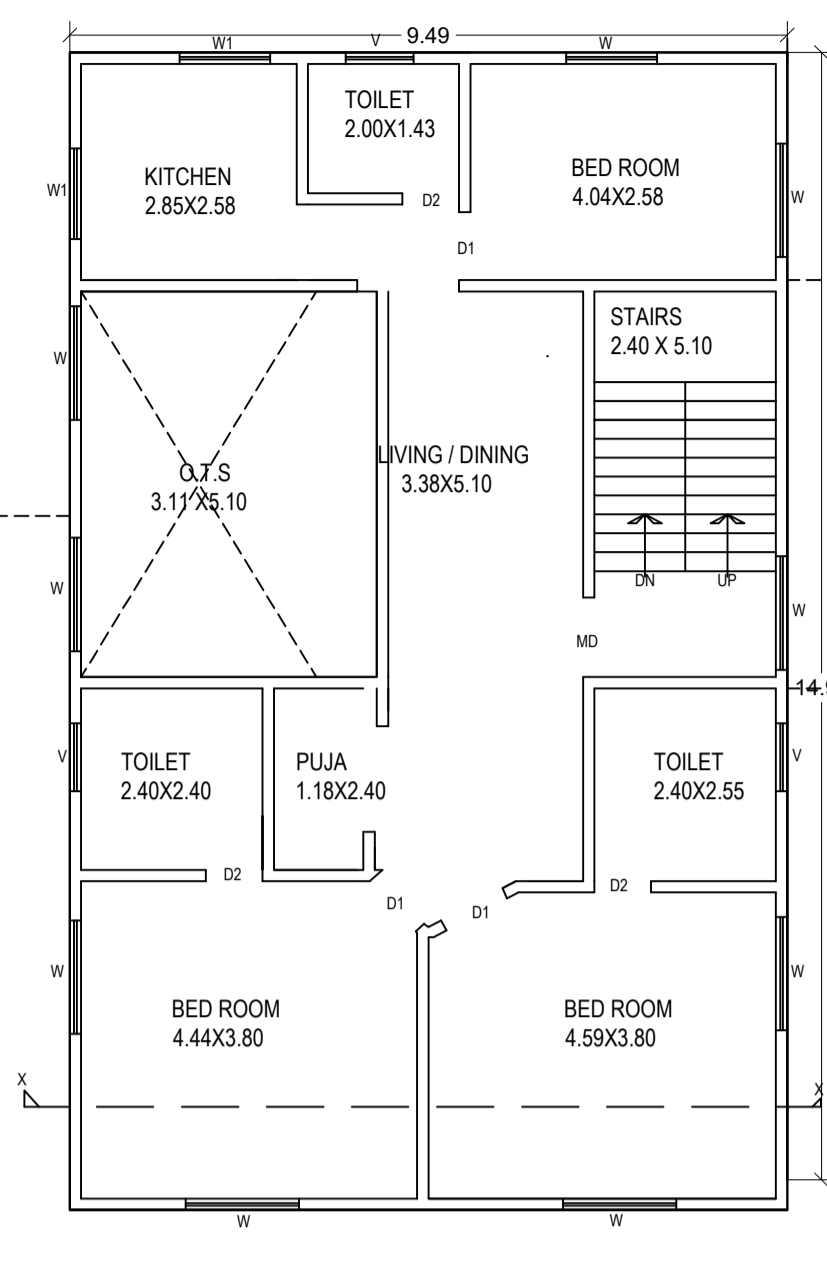 9.49
W1
V
W
TOILET
2.00X1.43
KITCHEN
2.85X2.58
BED ROOM
4.04X2.58
W1
D2
W
D1
STAIRS
2.40 X 5.10
W
LIVING / DINING
3.38X5.10
O.T.S
3.11 X5.10
W
DN
UP
W
MD
14.9
V
TOILET
2.40X2.40
PUJA
1.18X2.40
TOILET
2.40X2.55
V
D2
D1
D1
D2
W
W
BED ROOM
4.44X3.80
BED ROOM
4.59X3.80
X
X
W
W